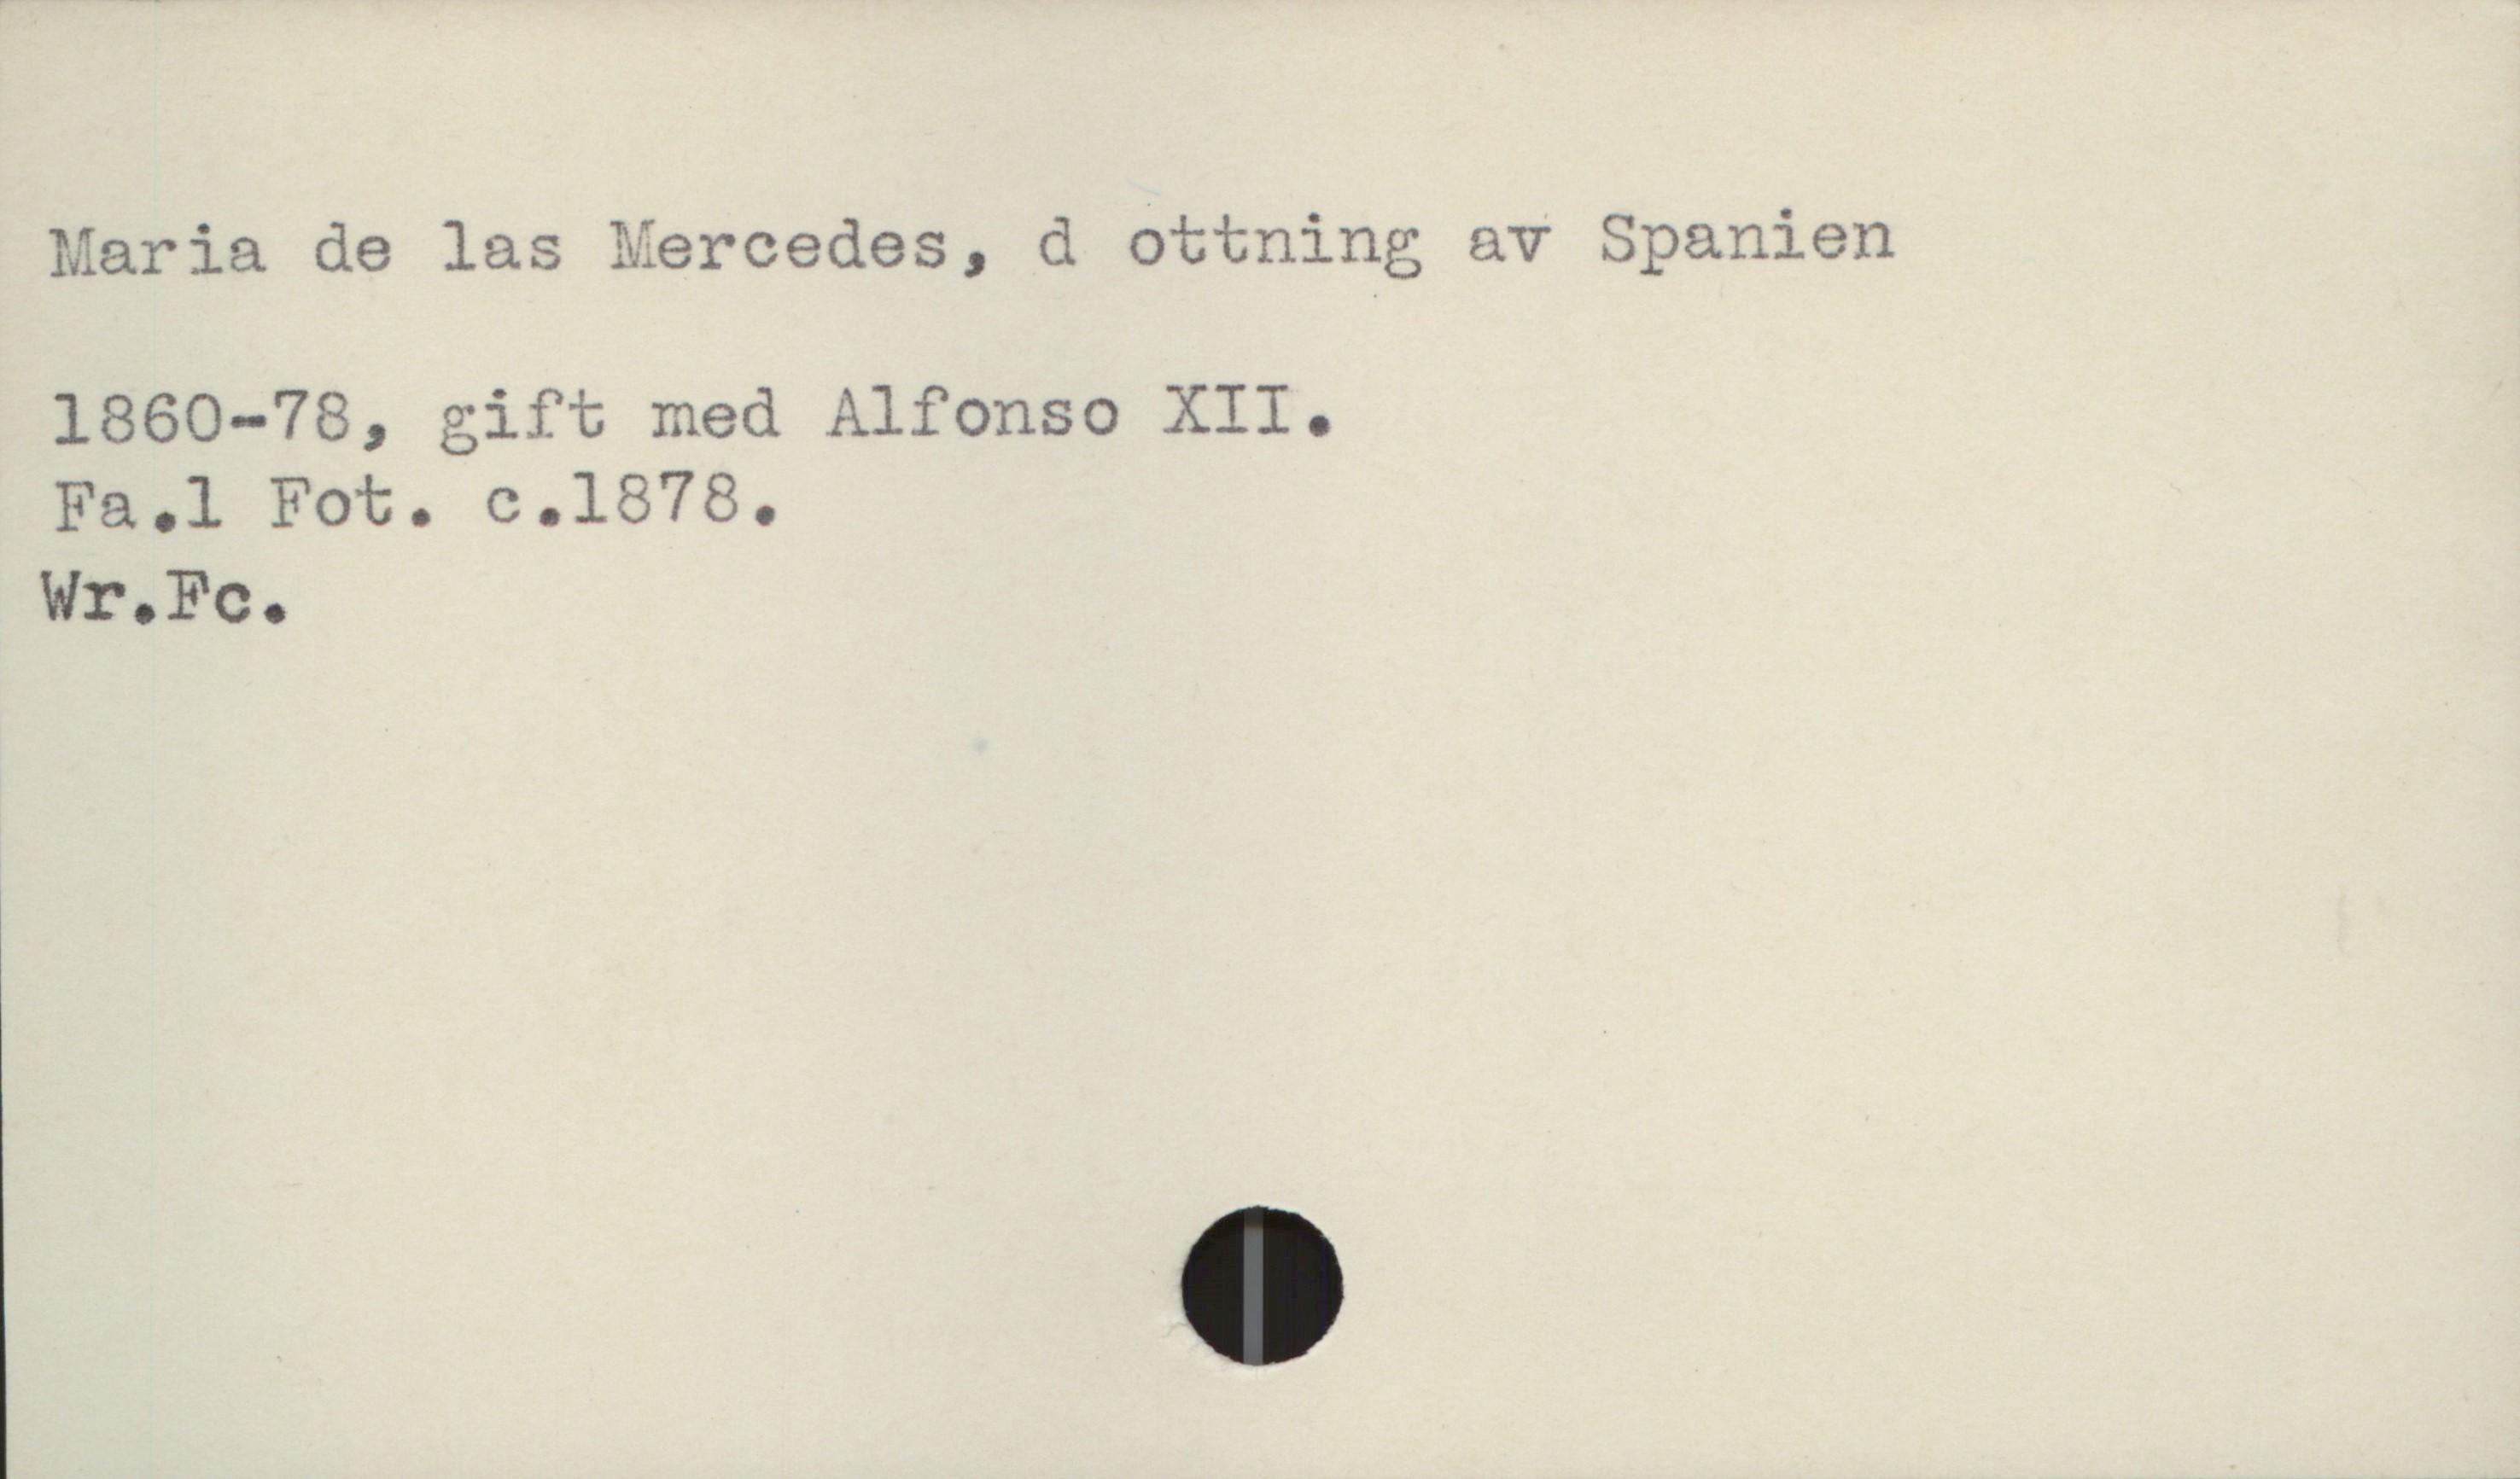 Maria de las Mercedes, d ottning av Spanien
1860-78, gift med Alfonso XII.
Fa.1 Fot. c.1878.
Wr.Fc.